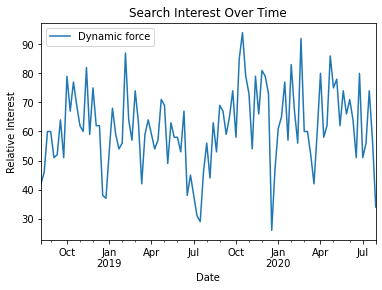 Search Interest Over Time
Dynamic force
Relative Interest
90
80
70
60
50
40
30
Oct
Jan
2019
Apr
Jul
Oct
Jan
2020
Apr
Jul
Date